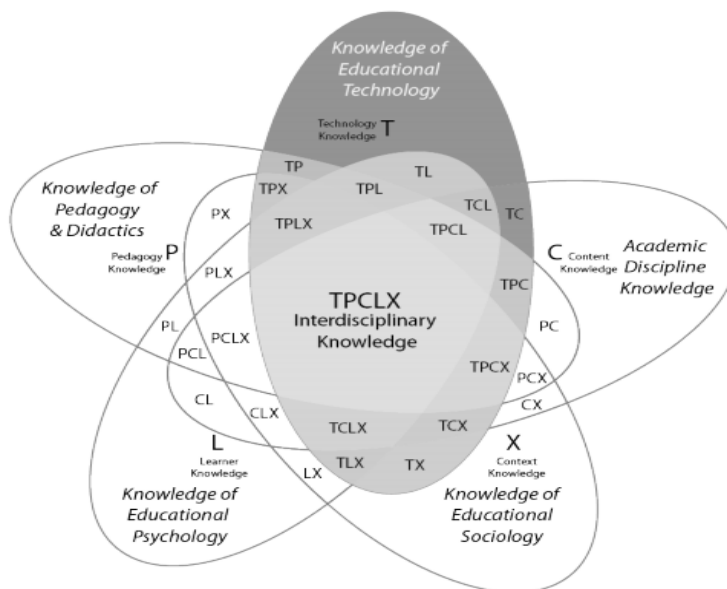 Knowledge of
Educational
Technology
Technology
Knowledge T
TP
TL
TPX
TPL
Knowledge of
Pedagogy
& Didactics
PX
TCL
TC
TPLX
TPCL
Pedagogy
Knowledge P
C Content
Knowledge
Academic
Discipline
Knowledge
PLX
TPC
TPCLX
Interdisciplinary
Knowledge
PL
PC
PCLX
PCL
TPCX
PCX
CL
CLX
CX
TCLX
TCX
L
Learner
Knowledge
X
Context
Knowledge
LX
TLX
TX
Knowledge of
Educational
Psychology
Knowledge of
Educational
Sociology